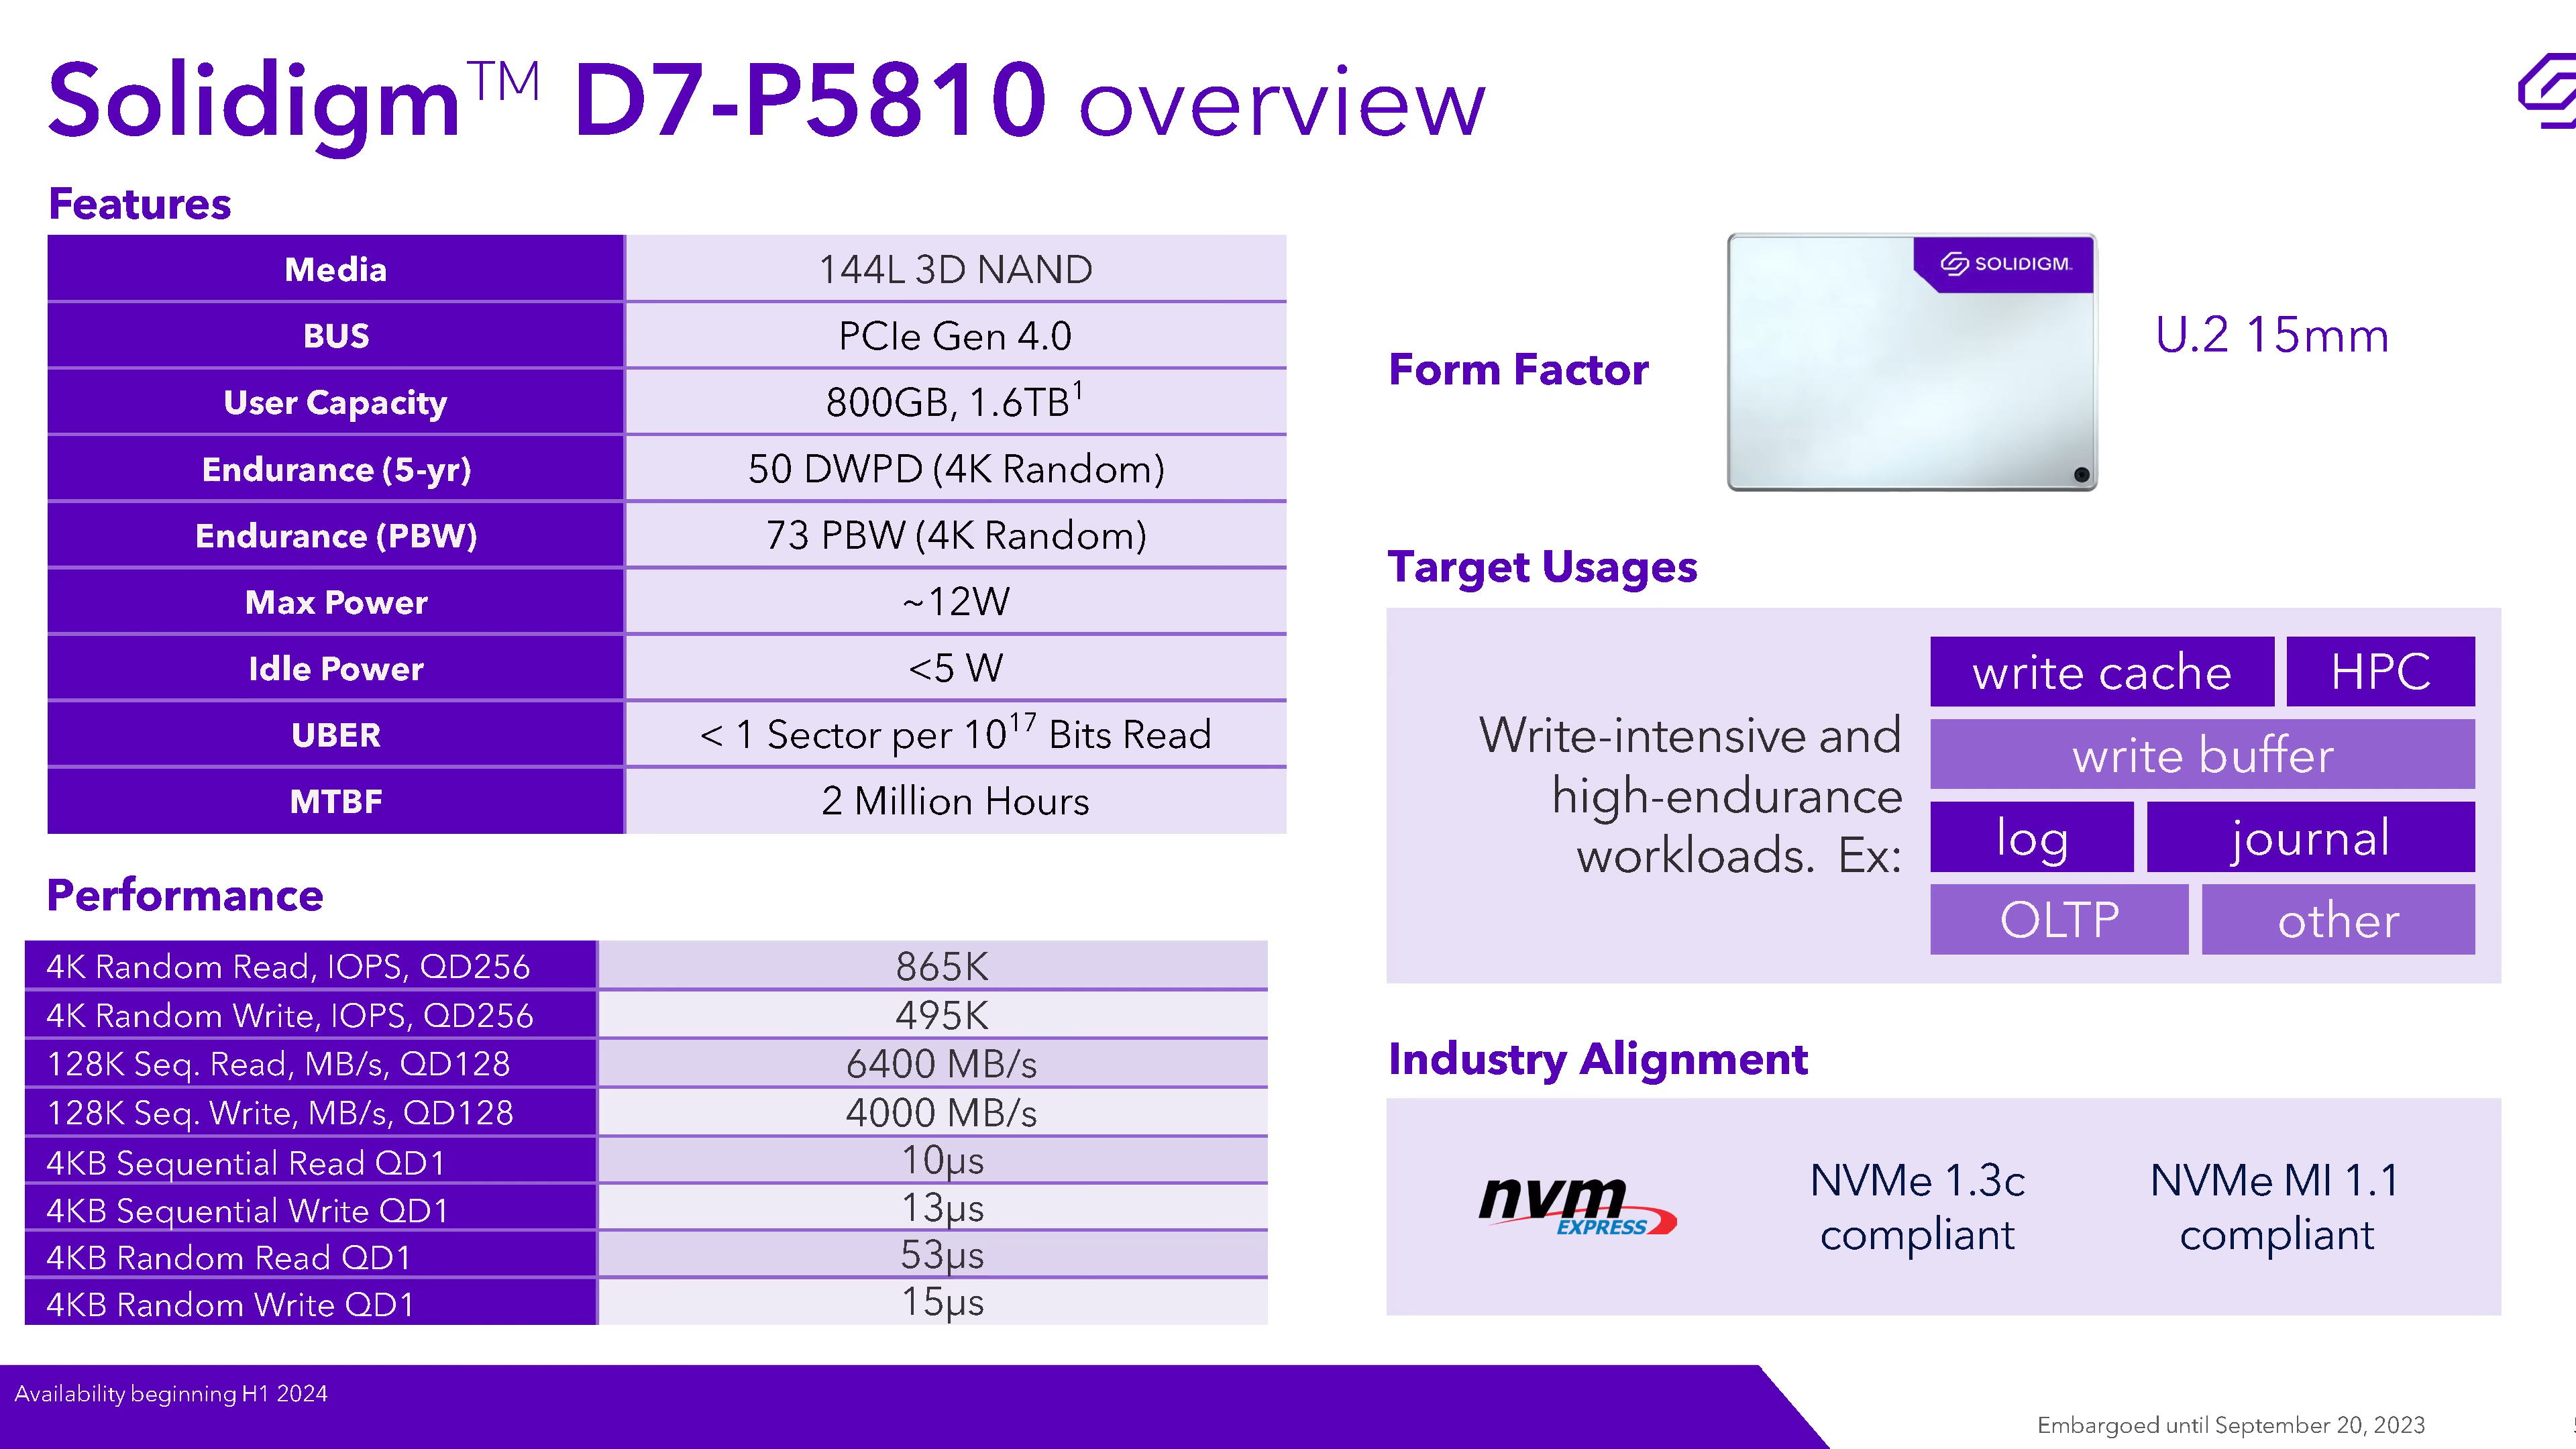 Solidigm™ D7-P5810 overview
Features
Media 144L 3D NAND
BUS PCIe Gen 4.0
User Capacity 800GB, 1.6TB¹
Endurance (5-yr) 50 DWPD (4K Random)
Endurance (PBW) 73 PBW (4K Random)
Max Power ~12W
Idle Power <5 W
UBER < 1 Sector per 10¹⁷ Bits Read
MTBF 2 Million Hours
Performance
4K Random Read, IOPS, QD256 865K
4K Random Write, IOPS, QD256 495K
128K Seq. Read, MB/s, QD128 6400 MB/s
128K Seq. Write, MB/s, QD128 4000 MB/s
4KB Sequential Read QD1 10µs
4KB Sequential Write QD1 13µs
4KB Random Read QD1 53µs
4KB Random Write QD1 15µs
Form Factor
SOLIDIGM
U.2 15mm
Target Usages
Write-intensive and
high-endurance
workloads. Ex:
write cache HPC
write buffer
log journal
OLTP other
Industry Alignment
nvm
EXPRESS
NVMe 1.3c
compliant
NVMe MI 1.1
compliant
Availability beginning H1 2024
Embargoed until September 20, 2023